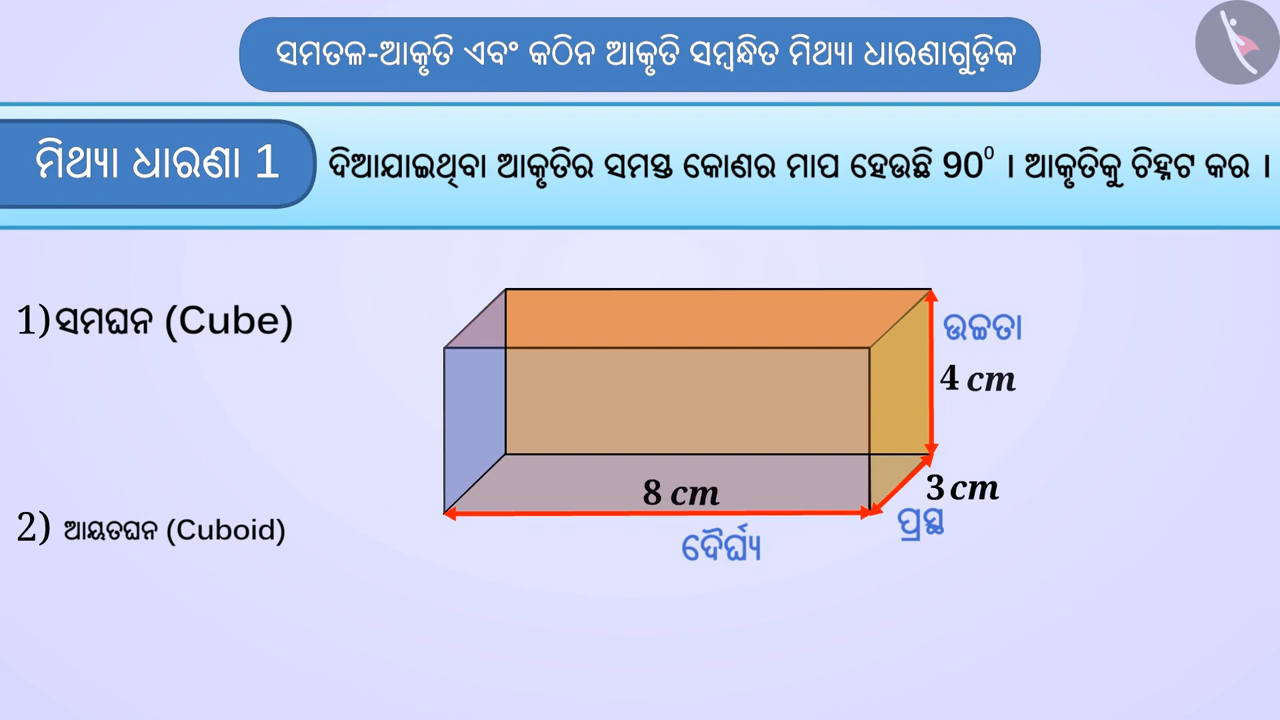 ସମତଳ-ଆକୃତି ଏବଂ କଠିନ ଆକୃତି ସମ୍ବନ୍ଧିତ ମିଥ୍ୟା ଧାରଣାଗୁଡ଼ିକ
ମିଥ୍ୟା ଧାରଣା 1
ଦିଆଯାଇଥିବା ଆକୃତିର ସମସ୍ତ କୋଣର ମାପ ହେଉଛି 90⁰ । ଆକୃତିକୁ ଚିହ୍ନଟ କର ।
1) ସମଘନ (Cube)
ଉଚ୍ଚତା
4 cm
3 cm
ପ୍ରସ୍ଥ
8 cm
ଦୈର୍ଘ୍ୟ
2) ଆୟତଘନ (Cuboid)